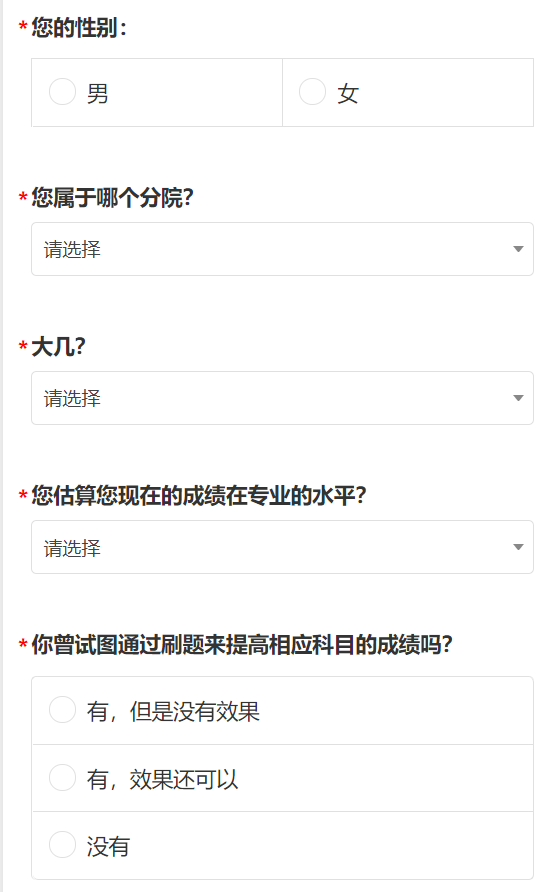 *您的性别：
男
女
*您属于哪个分院？
请选择
*大几？
请选择
*您估算您现在的成绩在专业的水平？
请选择
*你曾试图通过刷题来提高相应科目的成绩吗？
有，但是没有效果
有，效果还可以
没有